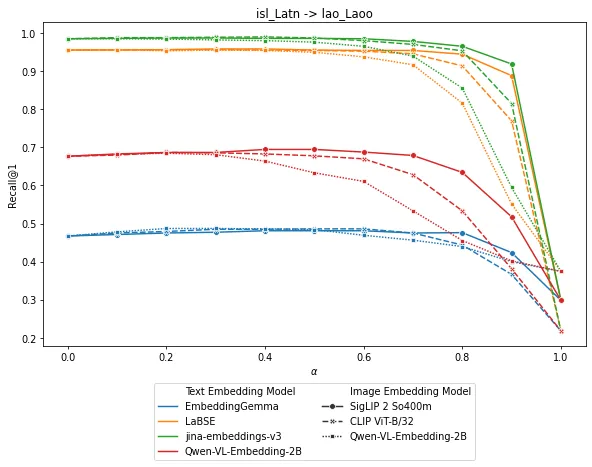 isl_Latn -> lao_Laoo
Recall@1
1.0
0.9
0.8
0.7
0.6
0.5
0.4
0.3
0.2
0.0 0.2 0.4 0.6 0.8 1.0
α
Text Embedding Model Image Embedding Model
EmbeddingGemma SigLIP 2 So400m
LaBSE CLIP ViT-B/32
jina-embeddings-v3 Qwen-VL-Embedding-2B
Qwen-VL-Embedding-2B